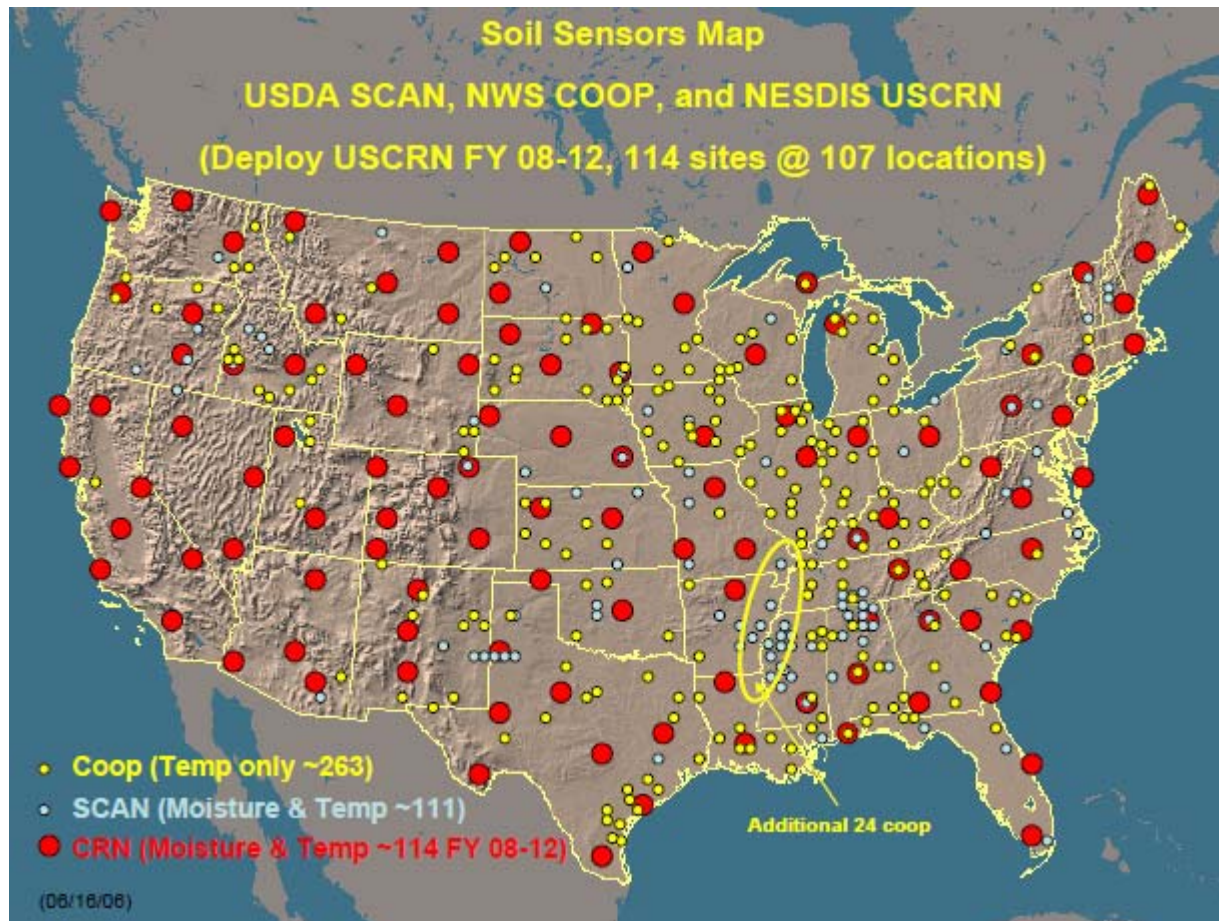 Soil Sensors Map
USDA SCAN, NWS COOP, and NESDIS USCRN
(Deploy USCRN FY 08-12, 114 sites @ 107 locations)
Coop (Temp only ~263)
SCAN (Moisture & Temp ~111)
CRN (Moisture & Temp ~114 FY 08-12)
Additional 24 coop
(06/16/06)